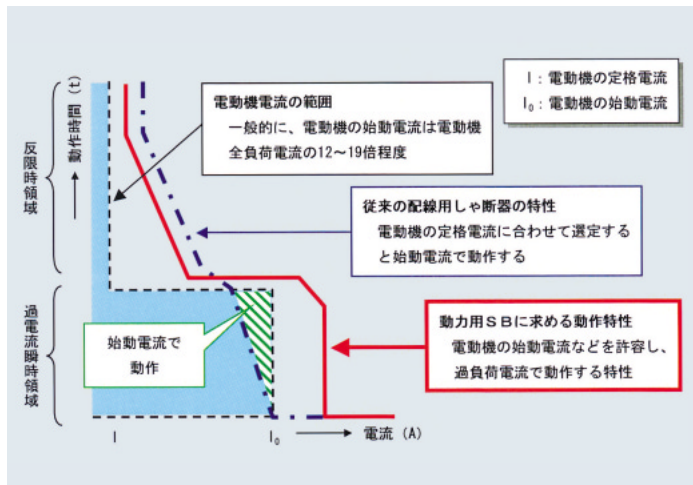 I：電動機の定格電流
I₀：電動機の始動電流
電動機電流の範囲
一般的に、電動機の始動電流は電動機
全負荷電流の12～19倍程度
動作時間（t）
反限時領域
従来の配線用しゃ断器の特性
電動機の定格電流に合わせて選定する
と始動電流で動作する
過電流瞬時領域
始動電流で
動作
動力用ＳＢに求める動作特性
電動機の始動電流などを許容し、
過負荷電流で動作する特性
I
I₀
電流（A）